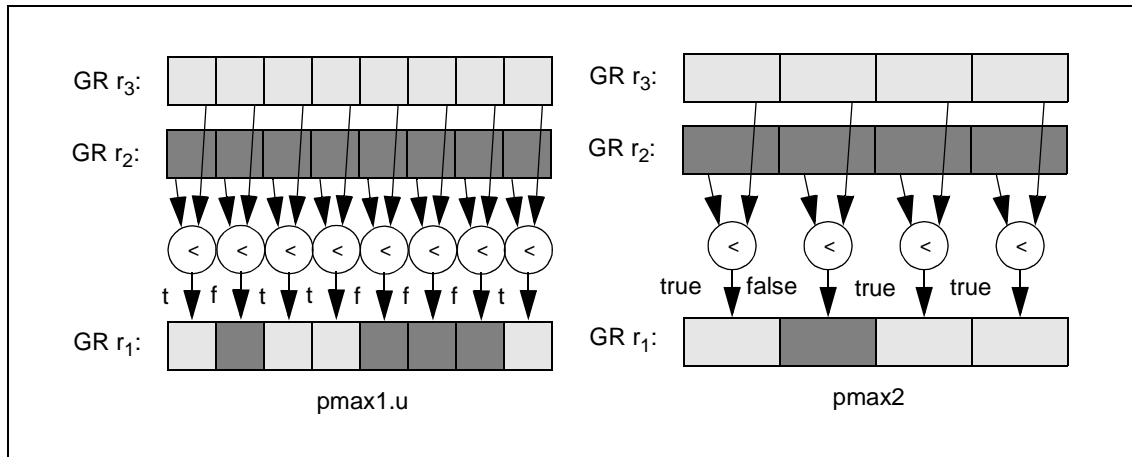 GR r3:
GR r2:
< < < < < < < <
t f t t f f f t
GR r1:
pmax1.u
GR r3:
GR r2:
< < < <
true false true true
GR r1:
pmax2